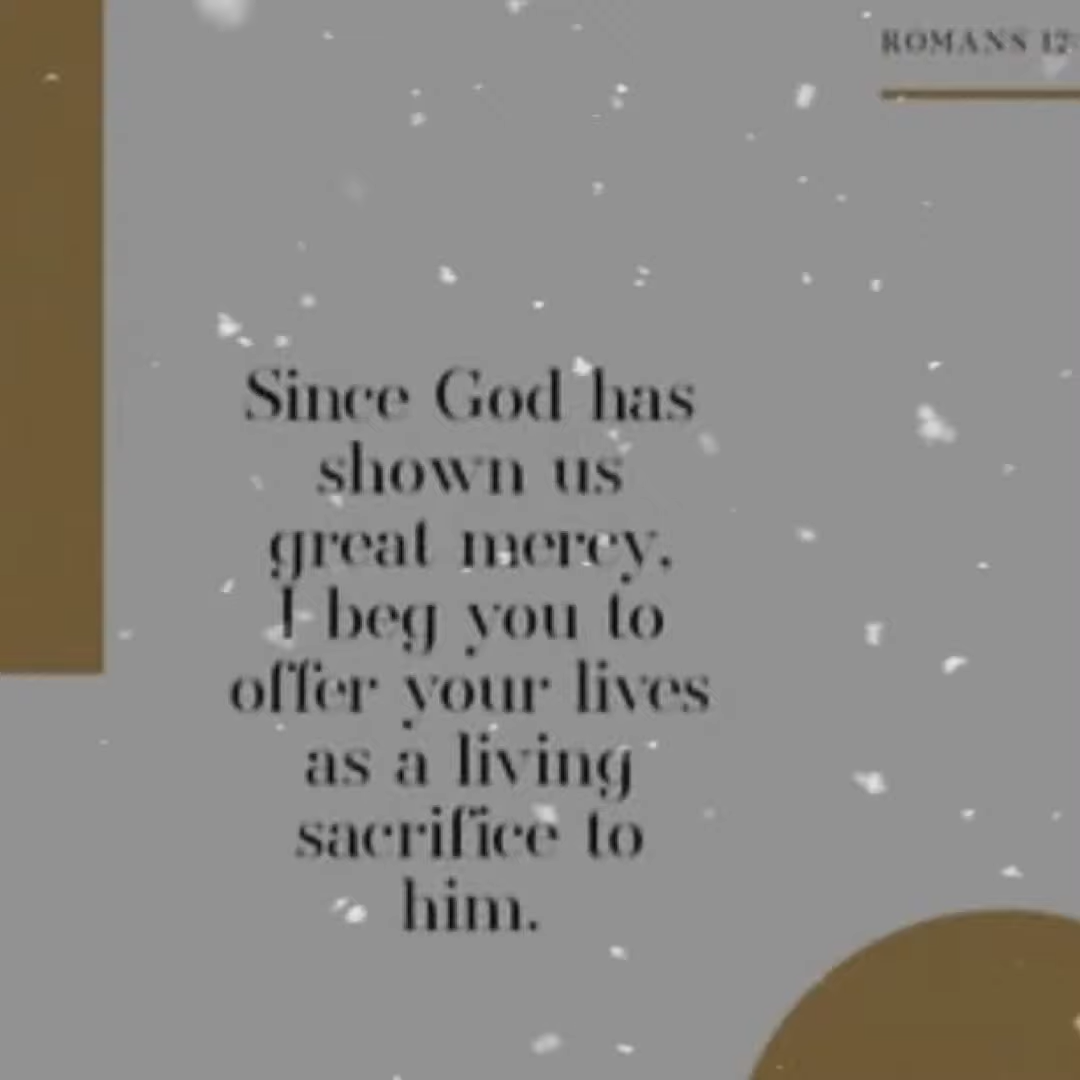 ROMANS 12:
Since God has
shown us
great mercy,
I beg you to
offer your lives
as a living
sacrifice to
him.